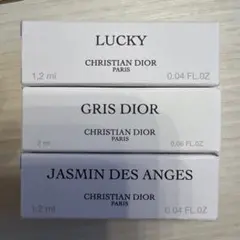 LUCKY
CHRISTIAN DIOR
PARIS
1,2 ml 0.04 FL.OZ
GRIS DIOR
CHRISTIAN DIOR
PARIS
2 ml 0.06 FL.OZ
JASMIN DES ANGES
CHRISTIAN DIOR
PARIS
1,2 ml 0.04 FL.OZ